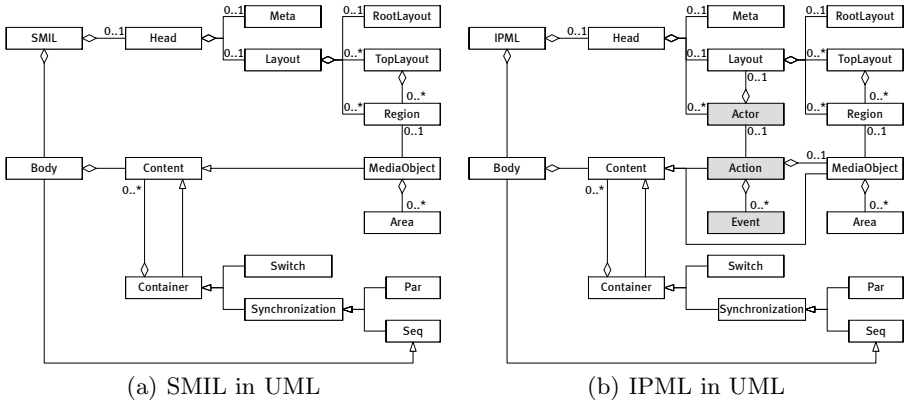 SMIL
0..1
Head
0..1
Meta
0..1
Layout
0..1
RootLayout
0..*
TopLayout
0..*
0..*
Region
0..1
Body
Content
MediaObject
0..*
0..*
Area
Container
Switch
Synchronization
Par
Seq
(a) SMIL in UML
IPML
0..1
Head
0..1
Meta
0..1
Layout
0..1
RootLayout
0..*
TopLayout
0..1
0..*
0..*
Actor
0..*
Region
0..1
0..1
Body
Content
Action
0..1
MediaObject
0..*
0..*
Event
0..*
Area
Container
Switch
Synchronization
Par
Seq
(b) IPML in UML